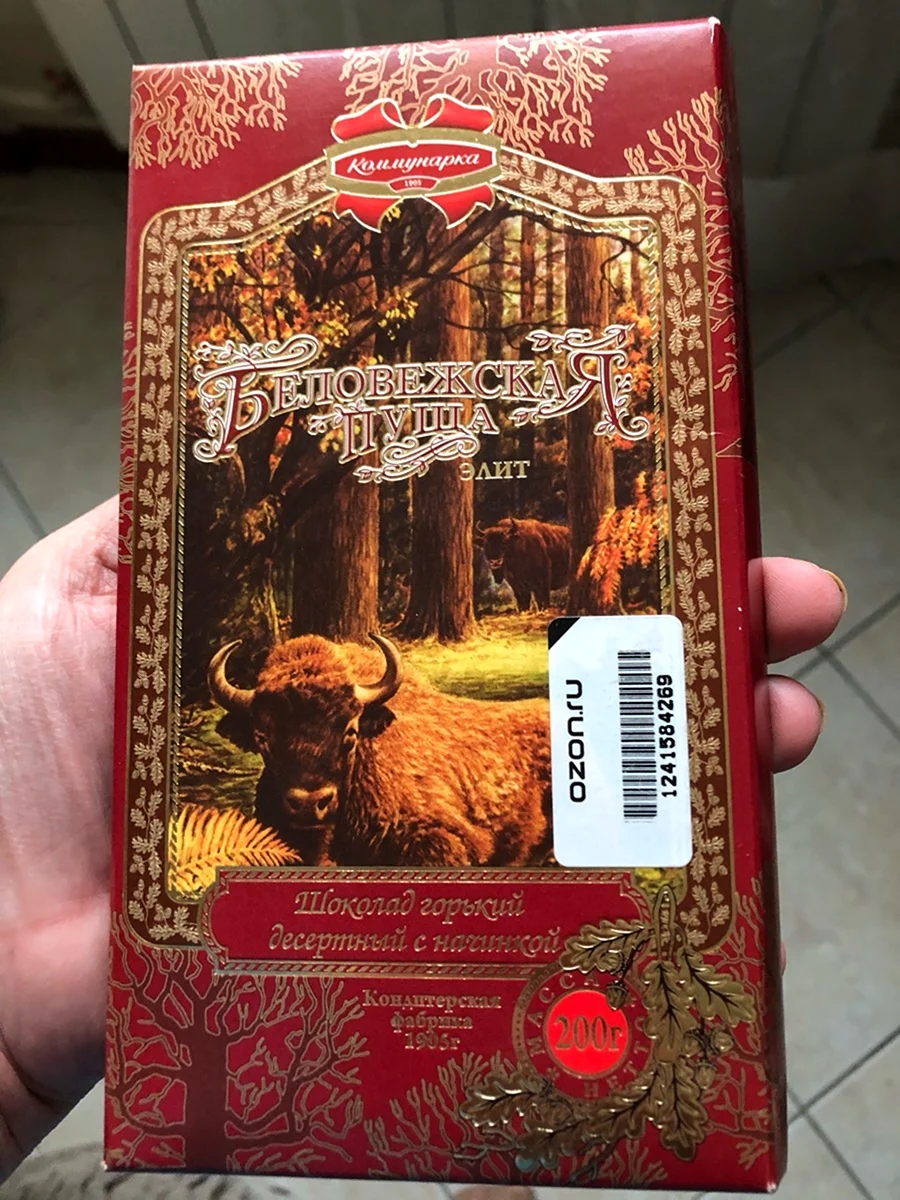 Коммунарка
1905
БЕЛОВЕЖСКАЯ
ПУЩА
ЭЛИТ
ozon.ru
1241584269
Шоколад горький
десертный с начинкой
Кондитерская
фабрика
1905г
200г